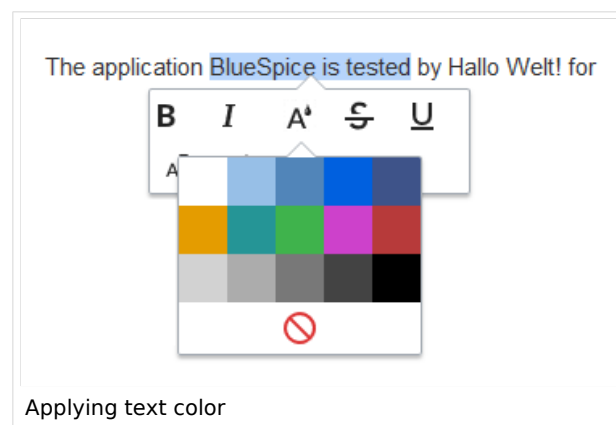 The application BlueSpice is tested by Hallo Welt! for
B I A S U
A
Applying text color